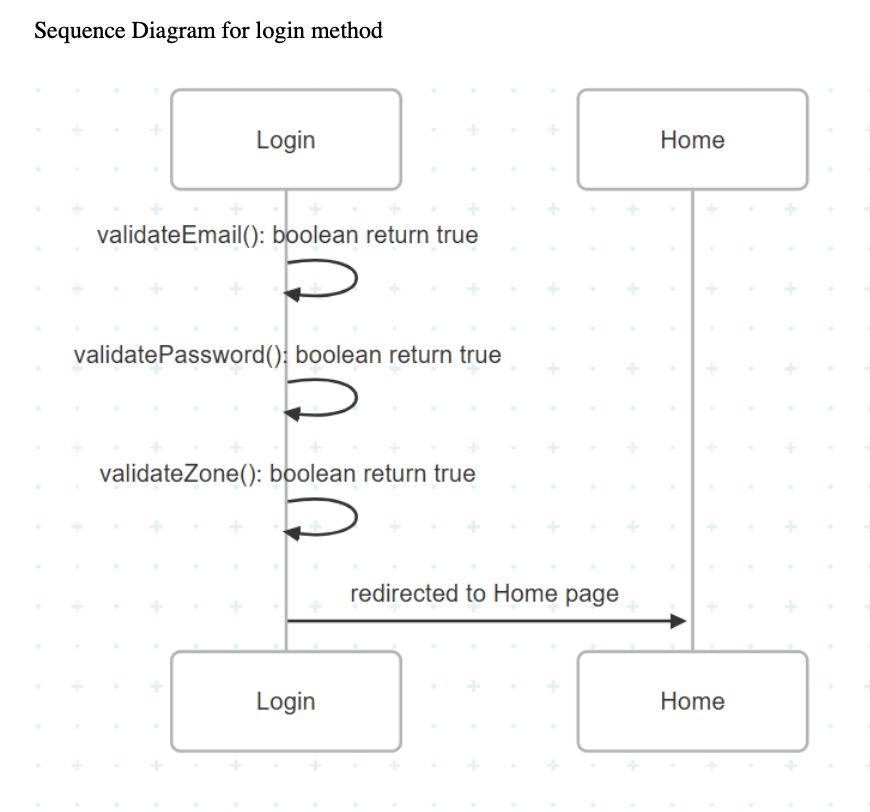 Sequence Diagram for login method
Login
Home
validateEmail(): boolean return true
validatePassword(): boolean return true
validateZone(): boolean return true
redirected to Home page
Login
Home